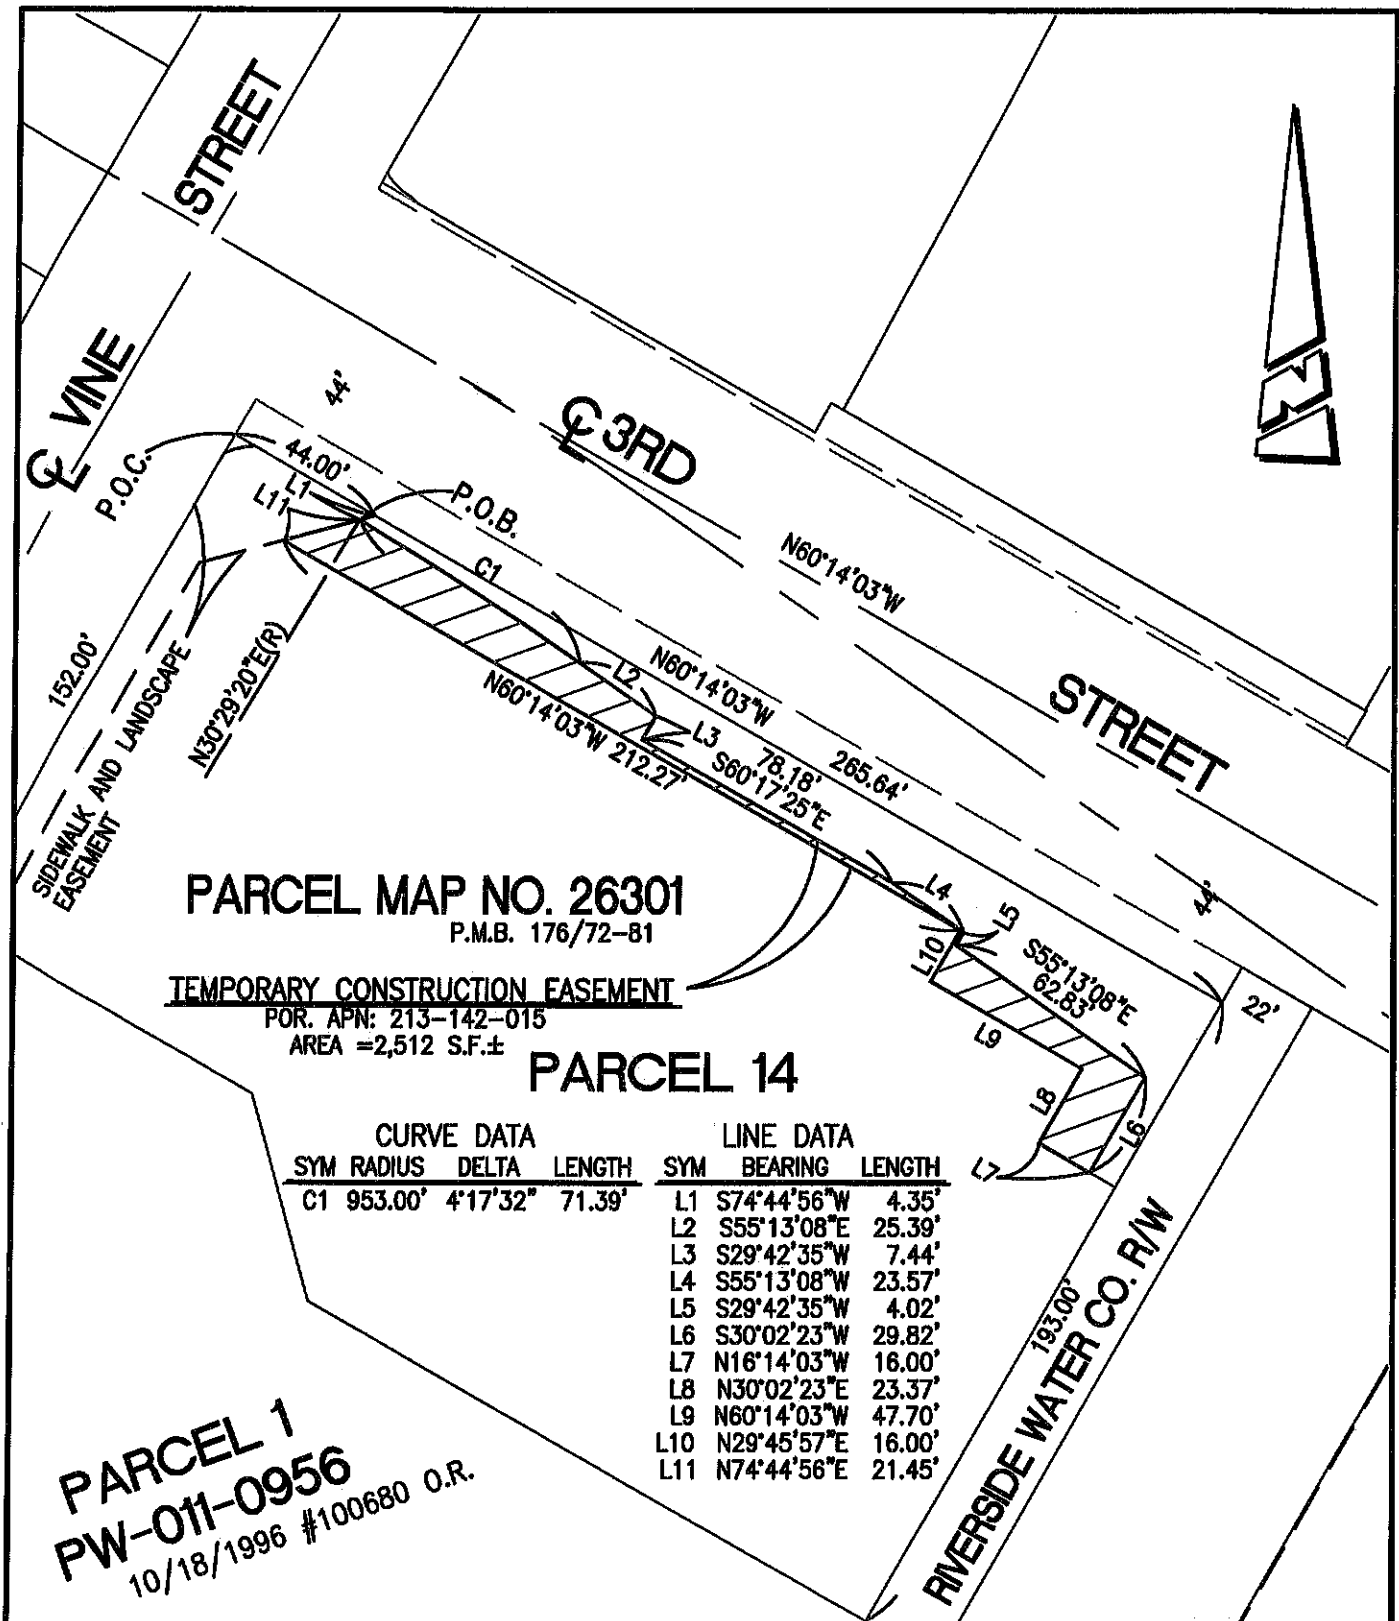 STREET
℄ VINE
44'
℄ 3RD
STREET
P.O.C.
44.00'
L1
L11
P.O.B.
C1
N60°14'03"W
N60°14'03"W
L2
L3
78.18'
S60°17'25"E
265.64'
N60°14'03"W 212.27'
152.00'
N30°29'20"E(R)
SIDEWALK AND LANDSCAPE
EASEMENT
L4
L5
44'
S55°13'08"E
62.83'
L10
22'
L9
L8
L6
L7
PARCEL MAP NO. 26301
P.M.B. 176/72-81
TEMPORARY CONSTRUCTION EASEMENT
POR. APN: 213-142-015
AREA =2,512 S.F.±
PARCEL 14
CURVE DATA
SYM RADIUS DELTA LENGTH
C1 953.00' 4°17'32" 71.39'
LINE DATA
SYM BEARING LENGTH
L1 S74°44'56"W 4.35'
L2 S55°13'08"E 25.39'
L3 S29°42'35"W 7.44'
L4 S55°13'08"W 23.57'
L5 S29°42'35"W 4.02'
L6 S30°02'23"W 29.82'
L7 N16°14'03"W 16.00'
L8 N30°02'23"E 23.37'
L9 N60°14'03"W 47.70'
L10 N29°45'57"E 16.00'
L11 N74°44'56"E 21.45'
193.00'
RIVERSIDE WATER CO. R/W
PARCEL 1
PW-011-0956
10/18/1996 #100680 O.R.
N